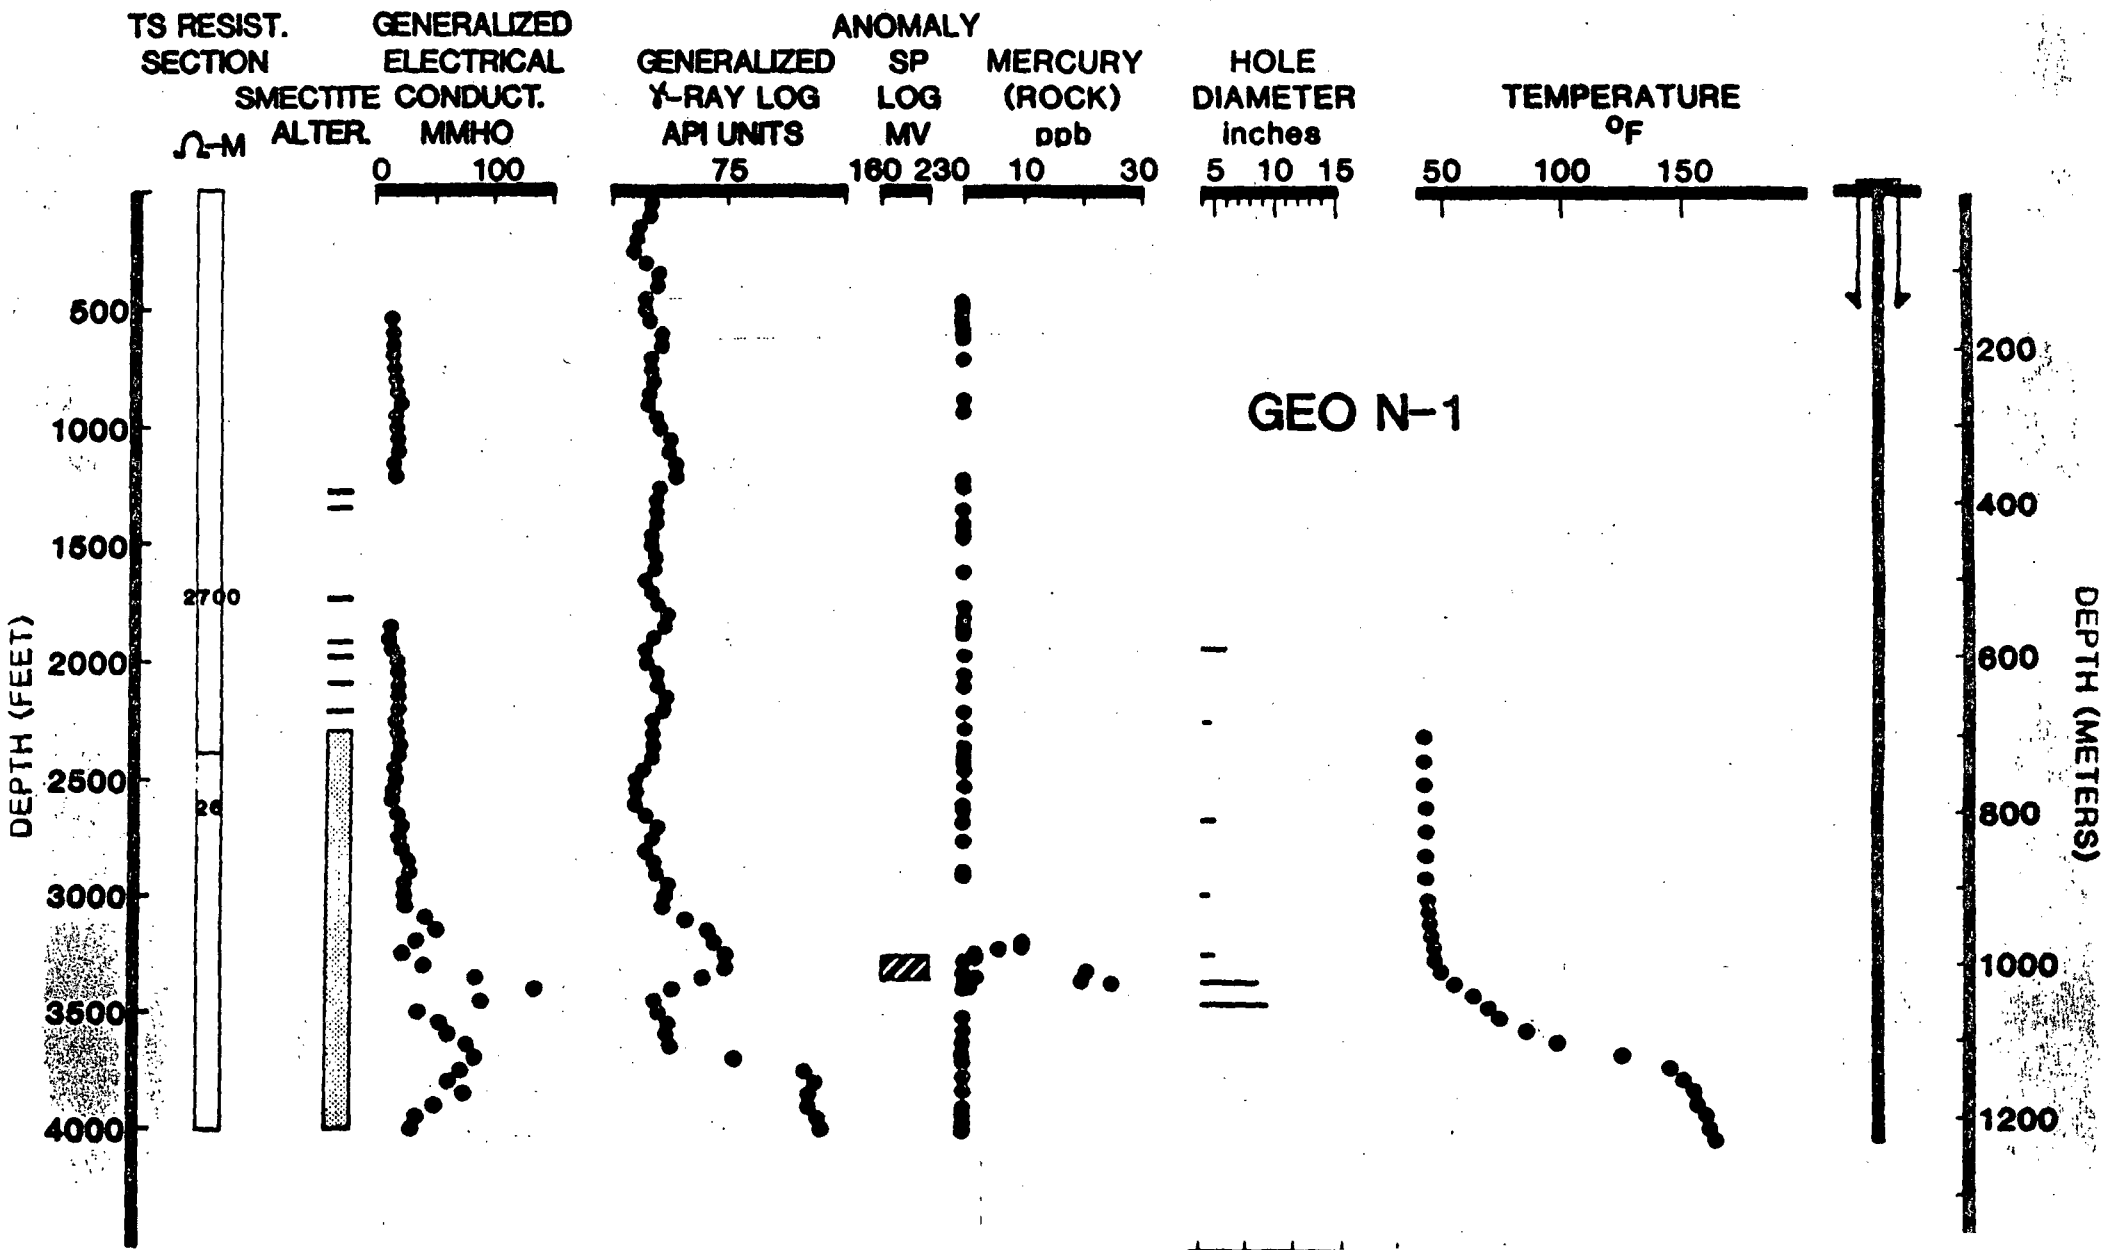 TS RESIST.
SECTION
Ω-M
SMECTITE
ALTER.
GENERALIZED
ELECTRICAL
CONDUCT.
MMHO
0 100
GENERALIZED
γ-RAY LOG
API UNITS
75
ANOMALY
SP
LOG
MV
160 230
MERCURY
(ROCK)
ppb
10 30
HOLE
DIAMETER
inches
5 10 15
TEMPERATURE
°F
50 100 150
DEPTH (FEET)
500
1000
1500
2000
2500
3000
3500
4000
2700
26
GEO N-1
200
400
600
800
1000
1200
DEPTH (METERS)